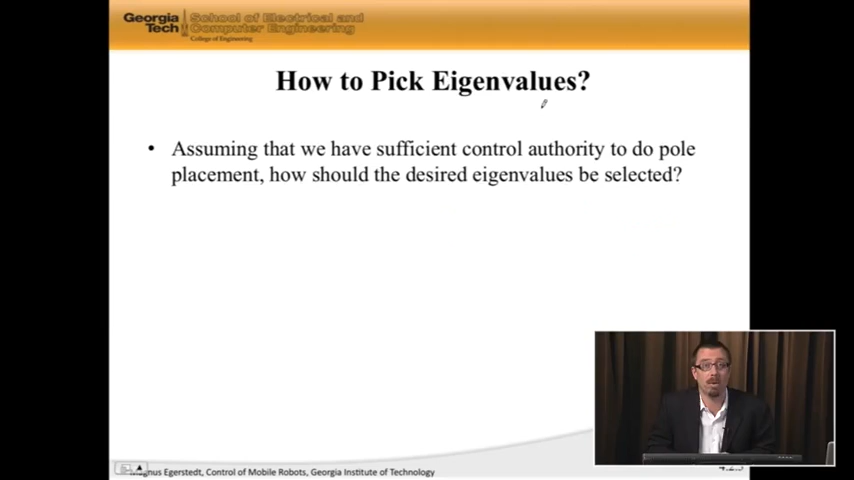 Georgia Tech
School of Electrical and Computer Engineering
College of Engineering
How to Pick Eigenvalues?
• Assuming that we have sufficient control authority to do pole
placement, how should the desired eigenvalues be selected?
Egerstedt, Control of Mobile Robots, Georgia Institute of Technology